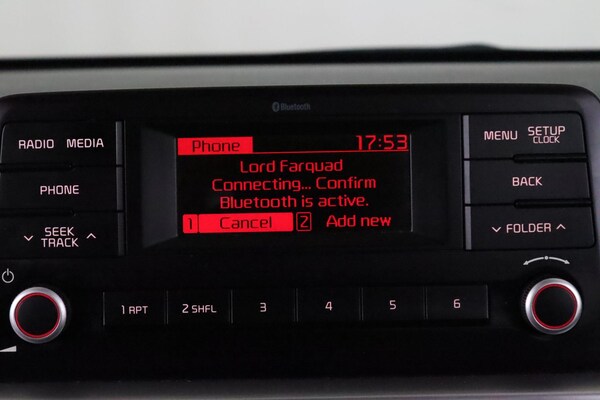 Bluetooth
RADIO MEDIA
PHONE
SEEK
TRACK
Phone 17:53
Lord Farquad
Connecting... Confirm
Bluetooth is active.
1 Cancel 2 Add new
MENU SETUP
CLOCK
BACK
FOLDER
1 RPT 2 SHFL 3 4 5 6